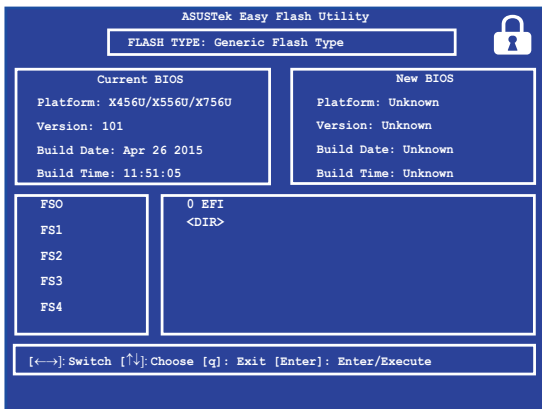 ASUSTek Easy Flash Utility
FLASH TYPE: Generic Flash Type
Current BIOS
Platform: X456U/X556U/X756U
Version: 101
Build Date: Apr 26 2015
Build Time: 11:51:05
New BIOS
Platform: Unknown
Version: Unknown
Build Date: Unknown
Build Time: Unknown
FSO
FS1
FS2
FS3
FS4
0 EFI
<DIR>
[←→]: Switch [↑↓]: Choose [q]: Exit [Enter]: Enter/Execute